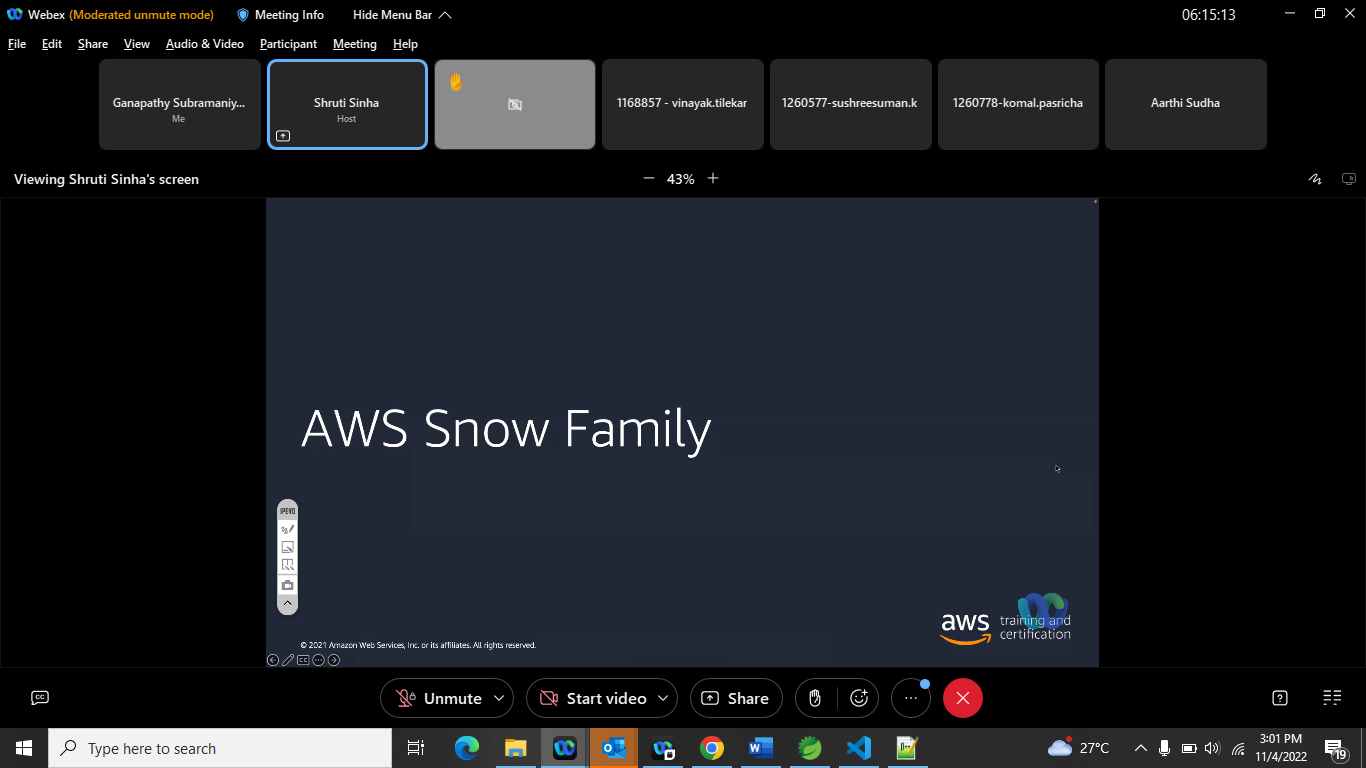 Webex (Moderated unmute mode) Meeting Info Hide Menu Bar 06:15:13
File Edit Share View Audio & Video Participant Meeting Help
Ganapathy Subramaniy...
Me
Shruti Sinha
Host
1168857 - vinayak.tilekar
1260577-sushreesuman.k
1260778-komal.pasricha
Aarthi Sudha
Viewing Shruti Sinha's screen
43%
AWS Snow Family
IPEVO
aws training and
certification
© 2021 Amazon Web Services, Inc. or its affiliates. All rights reserved.
CC
CC Unmute Start video Share
Type here to search
27°C
3:01 PM
11/4/2022
19